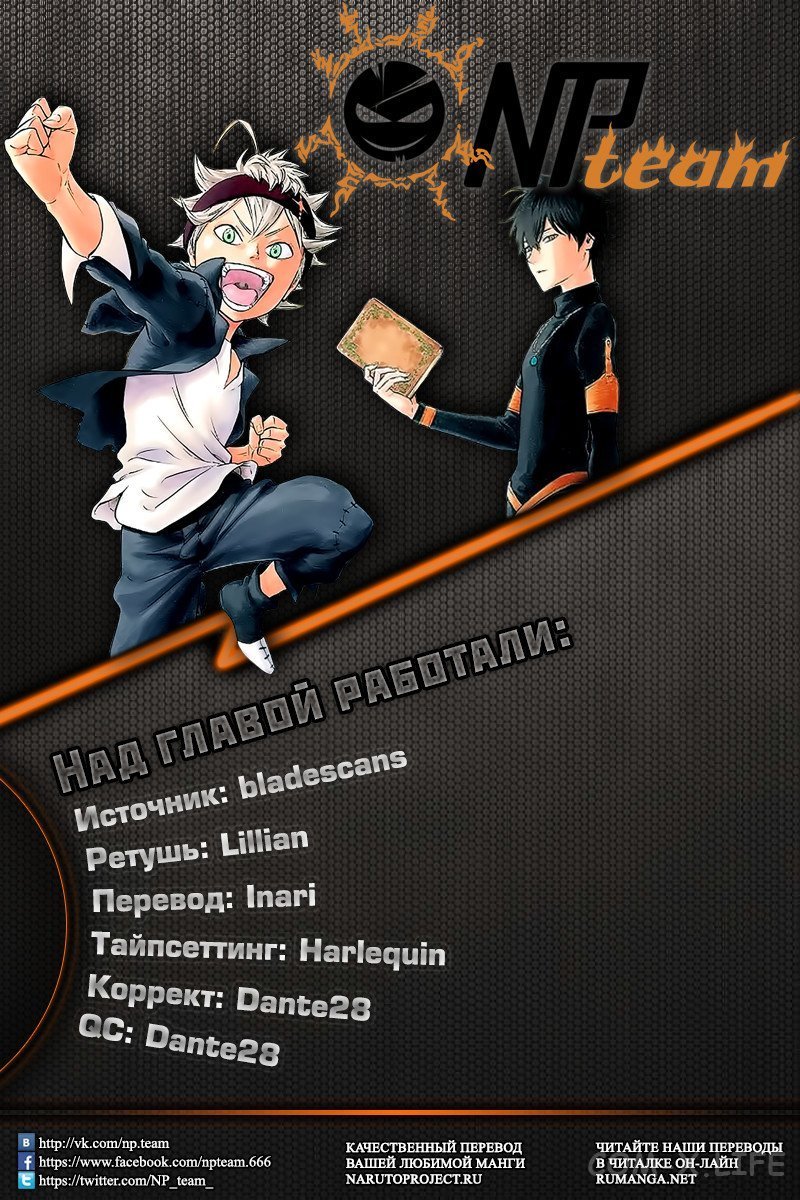 NP
team
Над главой работали:
Источник: bladescans
Ретушь: Lillian
Перевод: Inari
Тайпсеттинг: Harlequin
Коррект: Dante28
QC: Dante28
http://vk.com/np.team
https://www.facebook.com/npteam.666
https://twitter.com/NP_team_
КАЧЕСТВЕННЫЙ ПЕРЕВОД
ВАШЕЙ ЛЮБИМОЙ МАНГИ
NARUTOPROJECT.RU
ЧИТАЙТЕ НАШИ ПЕРЕВОДЫ
В ЧИТАЛКЕ ОН-ЛАЙН
RUMANGA.NET
COM-X.LIFE